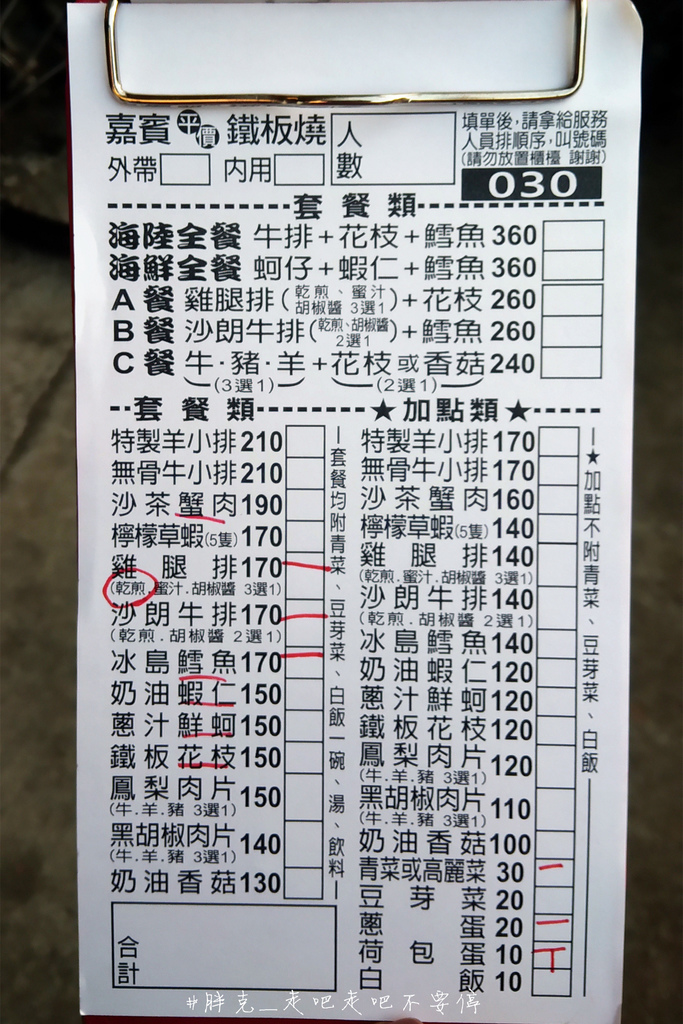 嘉賓平價鐵板燒
外帶 內用
人數
填單後,請拿給服務
人員排順序,叫號碼
(請勿放置櫃檯 謝謝)
030
套餐類
海陸全餐 牛排+花枝+鱈魚 360
海鮮全餐 蚵仔+蝦仁+鱈魚 360
A餐 雞腿排(乾煎、蜜汁 胡椒醬 3選1)+花枝 260
B餐 沙朗牛排(乾煎、胡椒醬 2選1)+鱈魚 260
C餐 牛·豬·羊+花枝或香菇 240
(3選1) (2選1)
套餐類
特製羊小排 210
無骨牛小排 210
沙茶蟹肉 190
檸檬草蝦(5隻) 170
雞腿排 170
(乾煎.蜜汁.胡椒醬 3選1)
沙朗牛排 170
(乾煎.胡椒醬 2選1)
冰島鱈魚 170
奶油蝦仁 150
蔥汁鮮蚵 150
鐵板花枝 150
鳳梨肉片 150
(牛.羊.豬 3選1)
黑胡椒肉片 140
(牛.羊.豬 3選1)
奶油香菇 130
合計
套餐均附青菜、豆芽菜、白飯一碗、湯、飲料
★加點類★
特製羊小排 170
無骨牛小排 170
沙茶蟹肉 160
檸檬草蝦(5隻) 140
雞腿排 140
(乾煎.蜜汁.胡椒醬 3選1)
沙朗牛排 140
(乾煎.胡椒醬 2選1)
冰島鱈魚 140
奶油蝦仁 120
蔥汁鮮蚵 120
鐵板花枝 120
鳳梨肉片 120
(牛.羊.豬 3選1)
黑胡椒肉片 110
(牛.羊.豬 3選1)
奶油香菇 100
青菜或高麗菜 30 一
豆芽菜 20
蔥蛋 20 一
荷包蛋 10 丅
白飯 10
★加點不附青菜、豆芽菜、白飯
#胖克_走吧走吧不要停